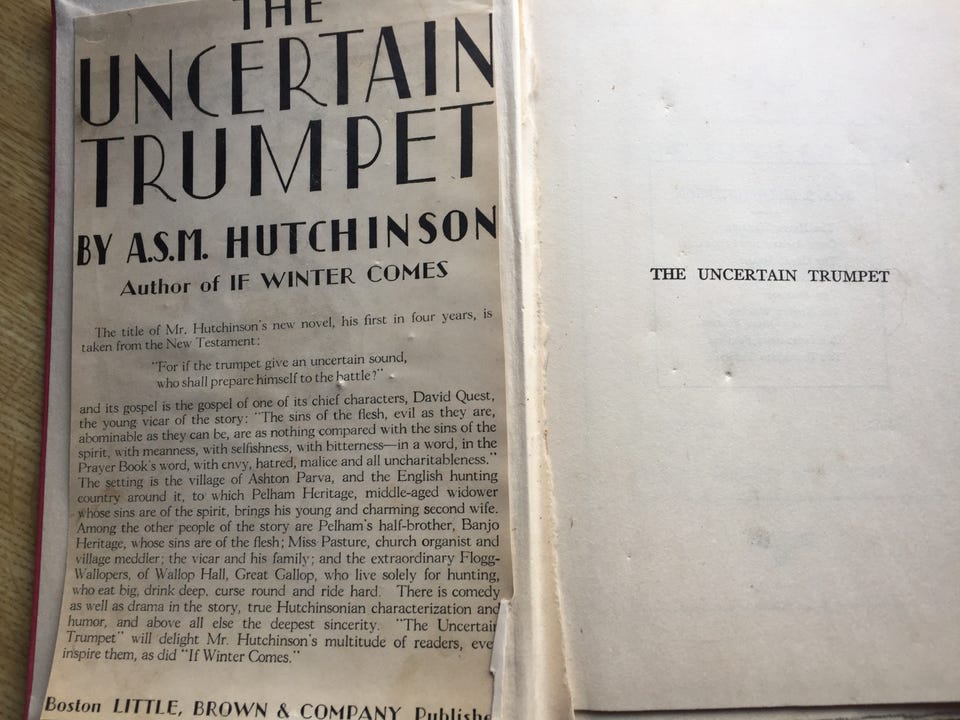 THE
UNCERTAIN
TRUMPET
BY A.S.M. HUTCHINSON
Author of IF WINTER COMES
The title of Mr. Hutchinson's new novel, his first in four years, is
taken from the New Testament:
"For if the trumpet give an uncertain sound,
who shall prepare himself to the battle?"
and its gospel is the gospel of one of its chief characters, David Quest,
the young vicar of the story: "The sins of the flesh, evil as they are,
abominable as they can be, are as nothing compared with the sins of the
spirit, with meanness, with selfishness, with bitterness—in a word, in the
Prayer Book's word, with envy, hatred, malice and all uncharitableness."
The setting is the village of Ashton Parva, and the English hunting
country around it, to which Pelham Heritage, middle-aged widower
whose sins are of the spirit, brings his young and charming second wife.
Among the other people of the story are Pelham's half-brother, Banjo
Heritage, whose sins are of the flesh; Miss Pasture, church organist and
village meddler; the vicar and his family; and the extraordinary Flogg-
Wallopers, of Wallop Hall, Great Gallop, who live solely for hunting,
who eat big, drink deep, curse round and ride hard. There is comedy
as well as drama in the story, true Hutchinsonian characterization and
humor, and above all else the deepest sincerity. "The Uncertain
Trumpet" will delight Mr. Hutchinson's multitude of readers, eve
inspire them, as did "If Winter Comes."
Boston LITTLE, BROWN & COMPANY Publishe
THE UNCERTAIN TRUMPET